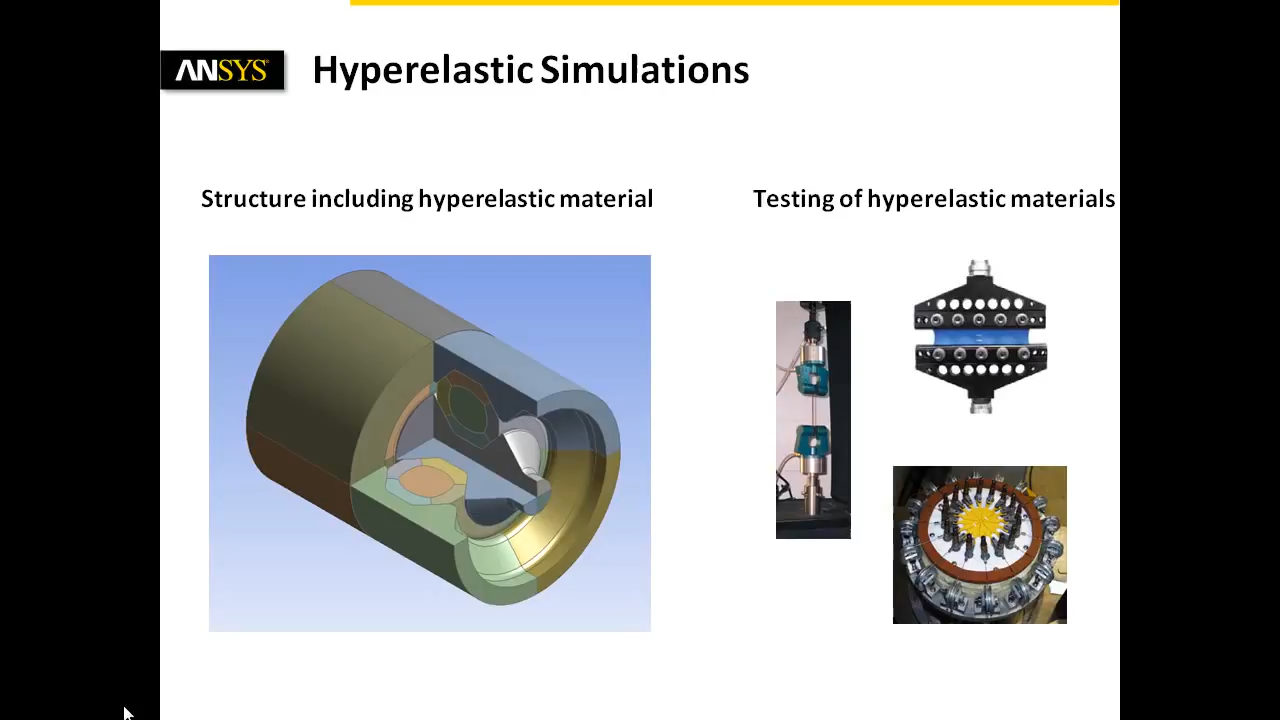 ANSYS
Hyperelastic Simulations
Structure including hyperelastic material
Testing of hyperelastic materials